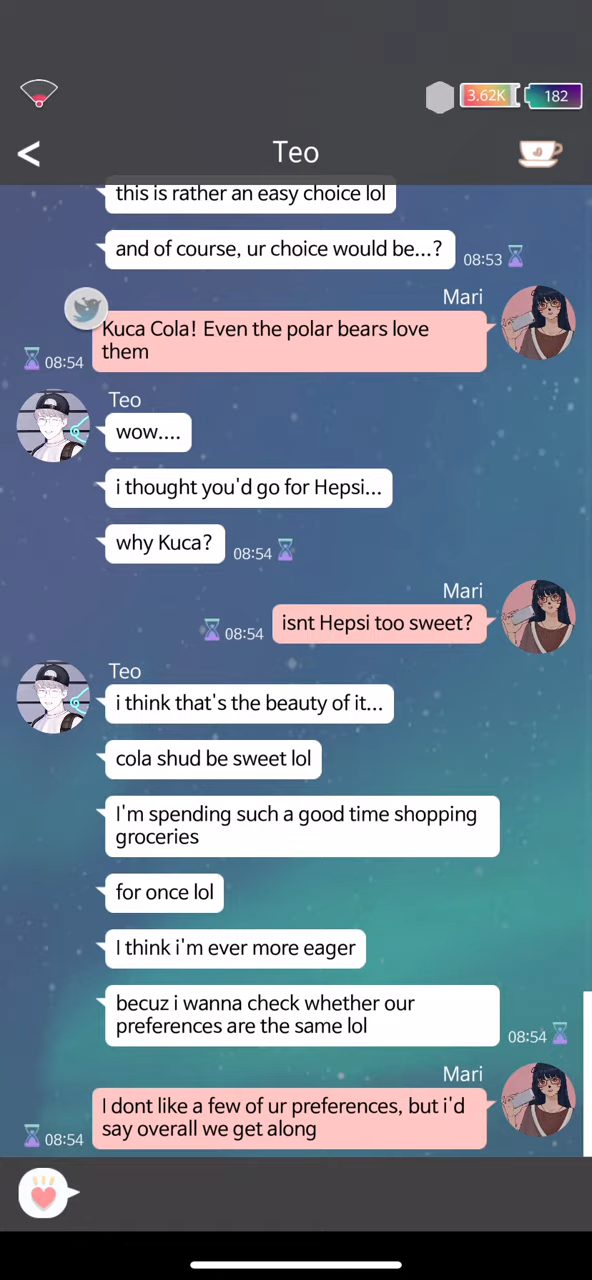 3.62K
182
<
Teo
this is rather an easy choice lol
and of course, ur choice would be...?
08:53
Mari
Kuca Cola! Even the polar bears love
them
08:54
Teo
wow....
i thought you'd go for Hepsi...
why Kuca?
08:54
Mari
isnt Hepsi too sweet?
08:54
Teo
i think that's the beauty of it...
cola shud be sweet lol
I'm spending such a good time shopping
groceries
for once lol
I think i'm ever more eager
becuz i wanna check whether our
preferences are the same lol
08:54
Mari
I dont like a few of ur preferences, but i'd
say overall we get along
08:54